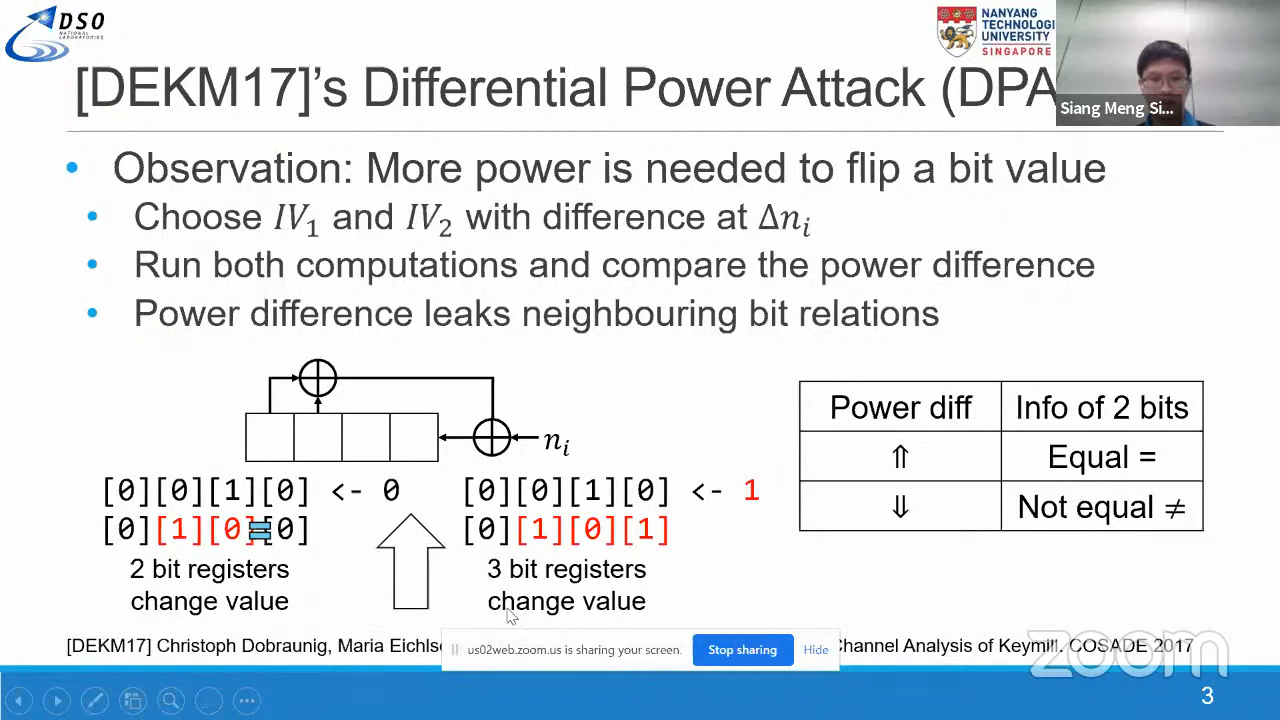 DSO
NATIONAL
LABORATORIES
NANYANG
TECHNOLOGI
UNIVERSITY
SINGAPORE
[DEKM17]’s Differential Power Attack (DPA
Siang Meng Si...
• Observation: More power is needed to flip a bit value
• Choose IV₁ and IV₂ with difference at Δnᵢ
• Run both computations and compare the power difference
• Power difference leaks neighbouring bit relations
nᵢ
[0][0][1][0] <- 0
[0][1][0][0]
2 bit registers
change value
[0][0][1][0] <- 1
[0][1][0][1]
3 bit registers
change value
Power diff Info of 2 bits
⇑ Equal =
⇓ Not equal ≠
[DEKM17] Christoph Dobraunig, Maria Eichls
Channel Analysis of Keymill. COSADE 2017
us02web.zoom.us is sharing your screen. Stop sharing Hide
zoom
3